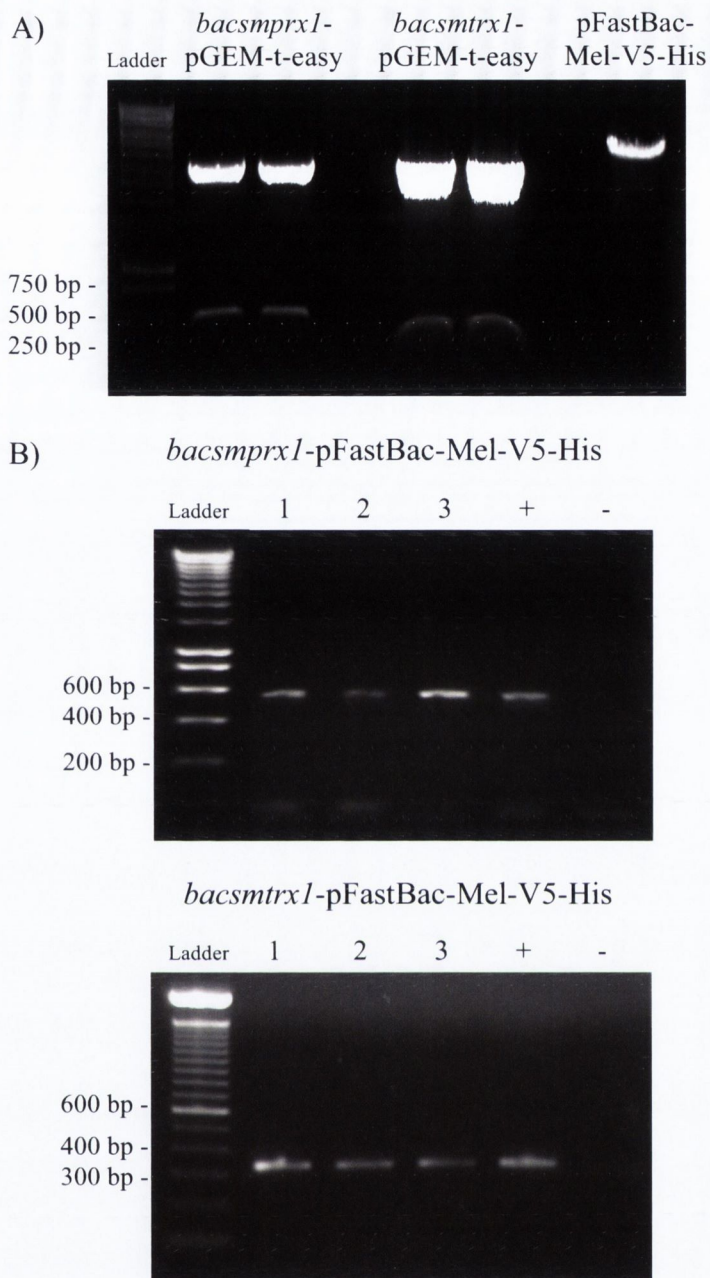 A)
bacsmprx1-
pGEM-t-easy
bacsmtrx1-
pGEM-t-easy
pFastBac-
Mel-V5-His
Ladder
750 bp -
500 bp -
250 bp -
B)
bacsmprx1-pFastBac-Mel-V5-His
Ladder 1 2 3 + -
600 bp -
400 bp -
200 bp -
bacsmtrx1-pFastBac-Mel-V5-His
Ladder 1 2 3 + -
600 bp -
400 bp -
300 bp -